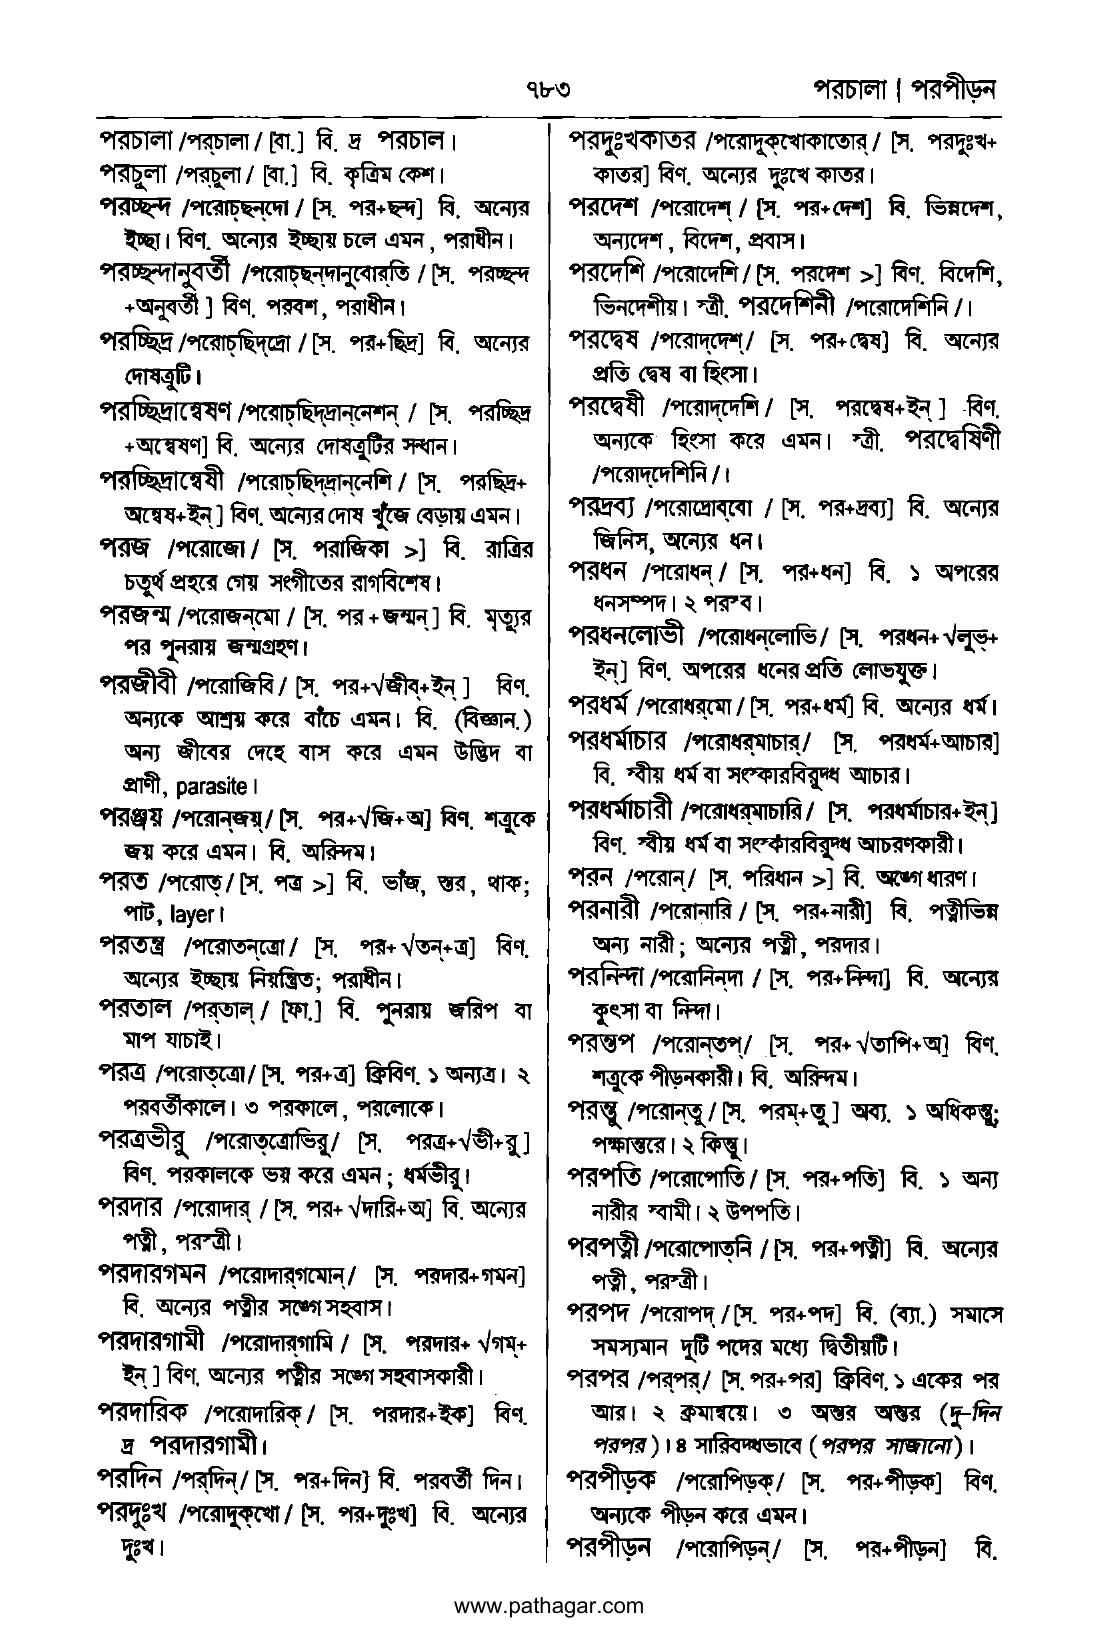 ৭৮৩
পরচালা | পরপীড়ন
পরচালা /পর্‌চালা / [বা.] বি. দ্র পরচাল।
পরচুলা /পর্‌চুলা / [বা.] বি. কৃত্রিম কেশ।
পরচ্ছন্দ /পরোচ্‌ছন্‌দো / [স. পর+ছন্দ] বি. অন্যের
ইচ্ছা। বিণ. অন্যের ইচ্ছায় চলে এমন, পরাধীন।
পরচ্ছন্দানুবর্তী /পরোচ্‌ছন্‌দানুবোর্‌তি / [স. পরচ্ছন্দ
+অনুবর্তী ] বিণ. পরবশ, পরাধীন।
পরচ্ছিদ্র /পরোচ্‌ছিদ্‌দ্রো / [স. পর+ছিদ্র] বি. অন্যের
দোষত্রুটি।
পরচ্ছিদ্রান্বেষণ /পরোচ্‌ছিদ্‌দ্রান্‌নেশন্ / [স. পরচ্ছিদ্র
+অন্বেষণ] বি. অন্যের দোষত্রুটির সন্ধান।
পরচ্ছিদ্রান্বেষী /পরোচ্‌ছিদ্‌দ্রান্‌নেশি / [স. পরছিদ্র+
অন্বেষ+ইন্ ] বিণ. অন্যের দোষ খুঁজে বেড়ায় এমন।
পরজ /পরোজো / [স. পরাজিকা >] বি. রাত্রির
চতুর্থ প্রহরে গেয় সংগীতের রাগবিশেষ।
পরজন্ম /পরোজন্‌মো / [স. পর + জন্মন্ ] বি. মৃত্যুর
পর পুনরায় জন্মগ্রহণ।
পরজীবী /পরোজিবি / [স. পর+√জীব্+ইন্ ] বিণ.
অন্যকে আশ্রয় করে বাঁচে এমন। বি. (বিজ্ঞান.)
অন্য জীবের দেহে বাস করে এমন উদ্ভিদ বা
প্রাণী, parasite।
পরঞ্জয় /পরোন্‌জয়্/ [স. পর+√জি+অ] বিণ. শত্রুকে
জয় করে এমন। বি. অরিন্দম।
পরত /পরোত্/ [স. পত্র >] বি. ভাঁজ, স্তর, থাক;
পাট, layer।
পরতন্ত্র /পরোতন্‌ত্রো / [স. পর+ √তন্+ত্র] বিণ.
অন্যের ইচ্ছায় নিয়ন্ত্রিত; পরাধীন।
পরতাল /পর্‌তাল্ / [ফা.] বি. পুনরায় জরিপ বা
মাপ যাচাই।
পরত্র /পরোত্‌ত্রো/ [স. পর+ত্র] ক্রিবিণ. ১ অন্যত্র। ২
পরবর্তীকালে। ৩ পরকালে, পরলোকে।
পরত্রভীরু /পরোত্‌ত্রোভিরু/ [স. পরত্র+√ভী+রু ]
বিণ. পরকালকে ভয় করে এমন; ধর্মভীরু।
পরদার /পরোদার্ / [স. পর+ √দারি+অ] বি. অন্যের
পত্নী, পরস্ত্রী।
পরদারগমন /পরোদার্‌গমোন্/ [স. পরদার+গমন]
বি. অন্যের পত্নীর সঙ্গে সহবাস।
পরদারগামী /পরোদার্‌গামি / [স. পরদার+ √গম্+
ইন্ ] বিণ. অন্যের পত্নীর সঙ্গে সহবাসকারী।
পরদারিক /পরোদারিক্ / [স. পরদার+ইক] বিণ.
দ্র পরদারগামী।
পরদিন /পর্‌দিন্/ [স. পর+দিন] বি. পরবর্তী দিন।
পরদুঃখ /পরোদুক্‌খো / [স. পর+দুঃখ] বি. অন্যের
দুঃখ।
পরদুঃখকাতর /পরোদুক্‌খোকাতোর্/ [স. পরদুঃখ+
কাতর] বিণ. অন্যের দুঃখে কাতর।
পরদেশ /পরোদেশ্ / [স. পর+দেশ] বি. ভিন্নদেশ,
অন্যদেশ, বিদেশ, প্রবাস।
পরদেশি /পরোদেশি / [স. পরদেশ >] বিণ. বিদেশি,
ভিনদেশীয়। স্ত্রী. পরদেশিনী /পরোদেশিনি /।
পরদ্বেষ /পরোদ্‌দেশ্/ [স. পর+দ্বেষ] বি. অন্যের
প্রতি দ্বেষ বা হিংসা।
পরদ্বেষী /পরোদ্‌দেশি / [স. পরদ্বেষ+ইন্ ] বিণ.
অন্যকে হিংসা করে এমন। স্ত্রী. পরদ্বেষিণী
/পরোদ্‌দেশিনি /।
পরদ্রব্য /পরোদ্রোব্‌বো / [স. পর+দ্রব্য] বি. অন্যের
জিনিস, অন্যের ধন।
পরধন /পরোধন্ / [স. পর+ধন] বি. ১ অপরের
ধনসম্পদ। ২ পরস্ব।
পরধনলোভী /পরোধন্‌লোভি/ [স. পরধন+ √লুভ্+
ইন্] বিণ. অপরের ধনের প্রতি লোভযুক্ত।
পরধর্ম /পরোধর্‌মো / [স. পর+ধর্ম] বি. অন্যের ধর্ম।
পরধর্মাচার /পরোধর্‌মাচার্/ [স. পরধর্ম+আচার]
বি. স্বীয় ধর্ম বা সংস্কারবিরুদ্ধ আচার।
পরধর্মাচারী /পরোধর্‌মাচারি / [স. পরধর্মাচার+ইন্]
বিণ. স্বীয় ধর্ম বা সংস্কারবিরুদ্ধ আচরণকারী।
পরন /পরোন্/ [স. পরিধান >] বি. অঙ্গে ধারণ।
পরনারী /পরোনারি / [স. পর+নারী] বি. পত্নীভিন্ন
অন্য নারী; অন্যের পত্নী, পরদার।
পরনিন্দা /পরোনিন্‌দা / [স. পর+নিন্দা] বি. অন্যের
কুৎসা বা নিন্দা।
পরন্তপ /পরোন্‌তপ্/ [স. পর+ √তাপি+অ] বিণ.
শত্রুকে পীড়নকারী। বি. অরিন্দম।
পরন্তু /পরোন্‌তু / [স. পরম্+তু ] অব্য. ১ অধিকন্তু;
পক্ষান্তরে। ২ কিন্তু।
পরপতি /পরোপোতি / [স. পর+পতি] বি. ১ অন্য
নারীর স্বামী। ২ উপপতি।
পরপত্নী /পরোপোত্‌নি / [স. পর+পত্নী] বি. অন্যের
পত্নী, পরস্ত্রী।
পরপদ /পরোপদ্ / [স. পর+পদ] বি. (ব্যা.) সমাসে
সমস্যমান দুটি পদের মধ্যে দ্বিতীয়টি।
পরপর /পর্‌পর্/ [স. পর+পর] ক্রিবিণ. ১ একের পর
আর। ২ ক্রমান্বয়ে। ৩ অন্তর অন্তর (দু-দিন
পরপর)। ৪ সারিবদ্ধভাবে (পরপর সাজানো)।
পরপীড়ক /পরোপিড়ক্/ [স. পর+পীড়ক] বিণ.
অন্যকে পীড়ন করে এমন।
পরপীড়ন /পরোপিড়ন্/ [স. পর+পীড়ন] বি.
www.pathagar.com